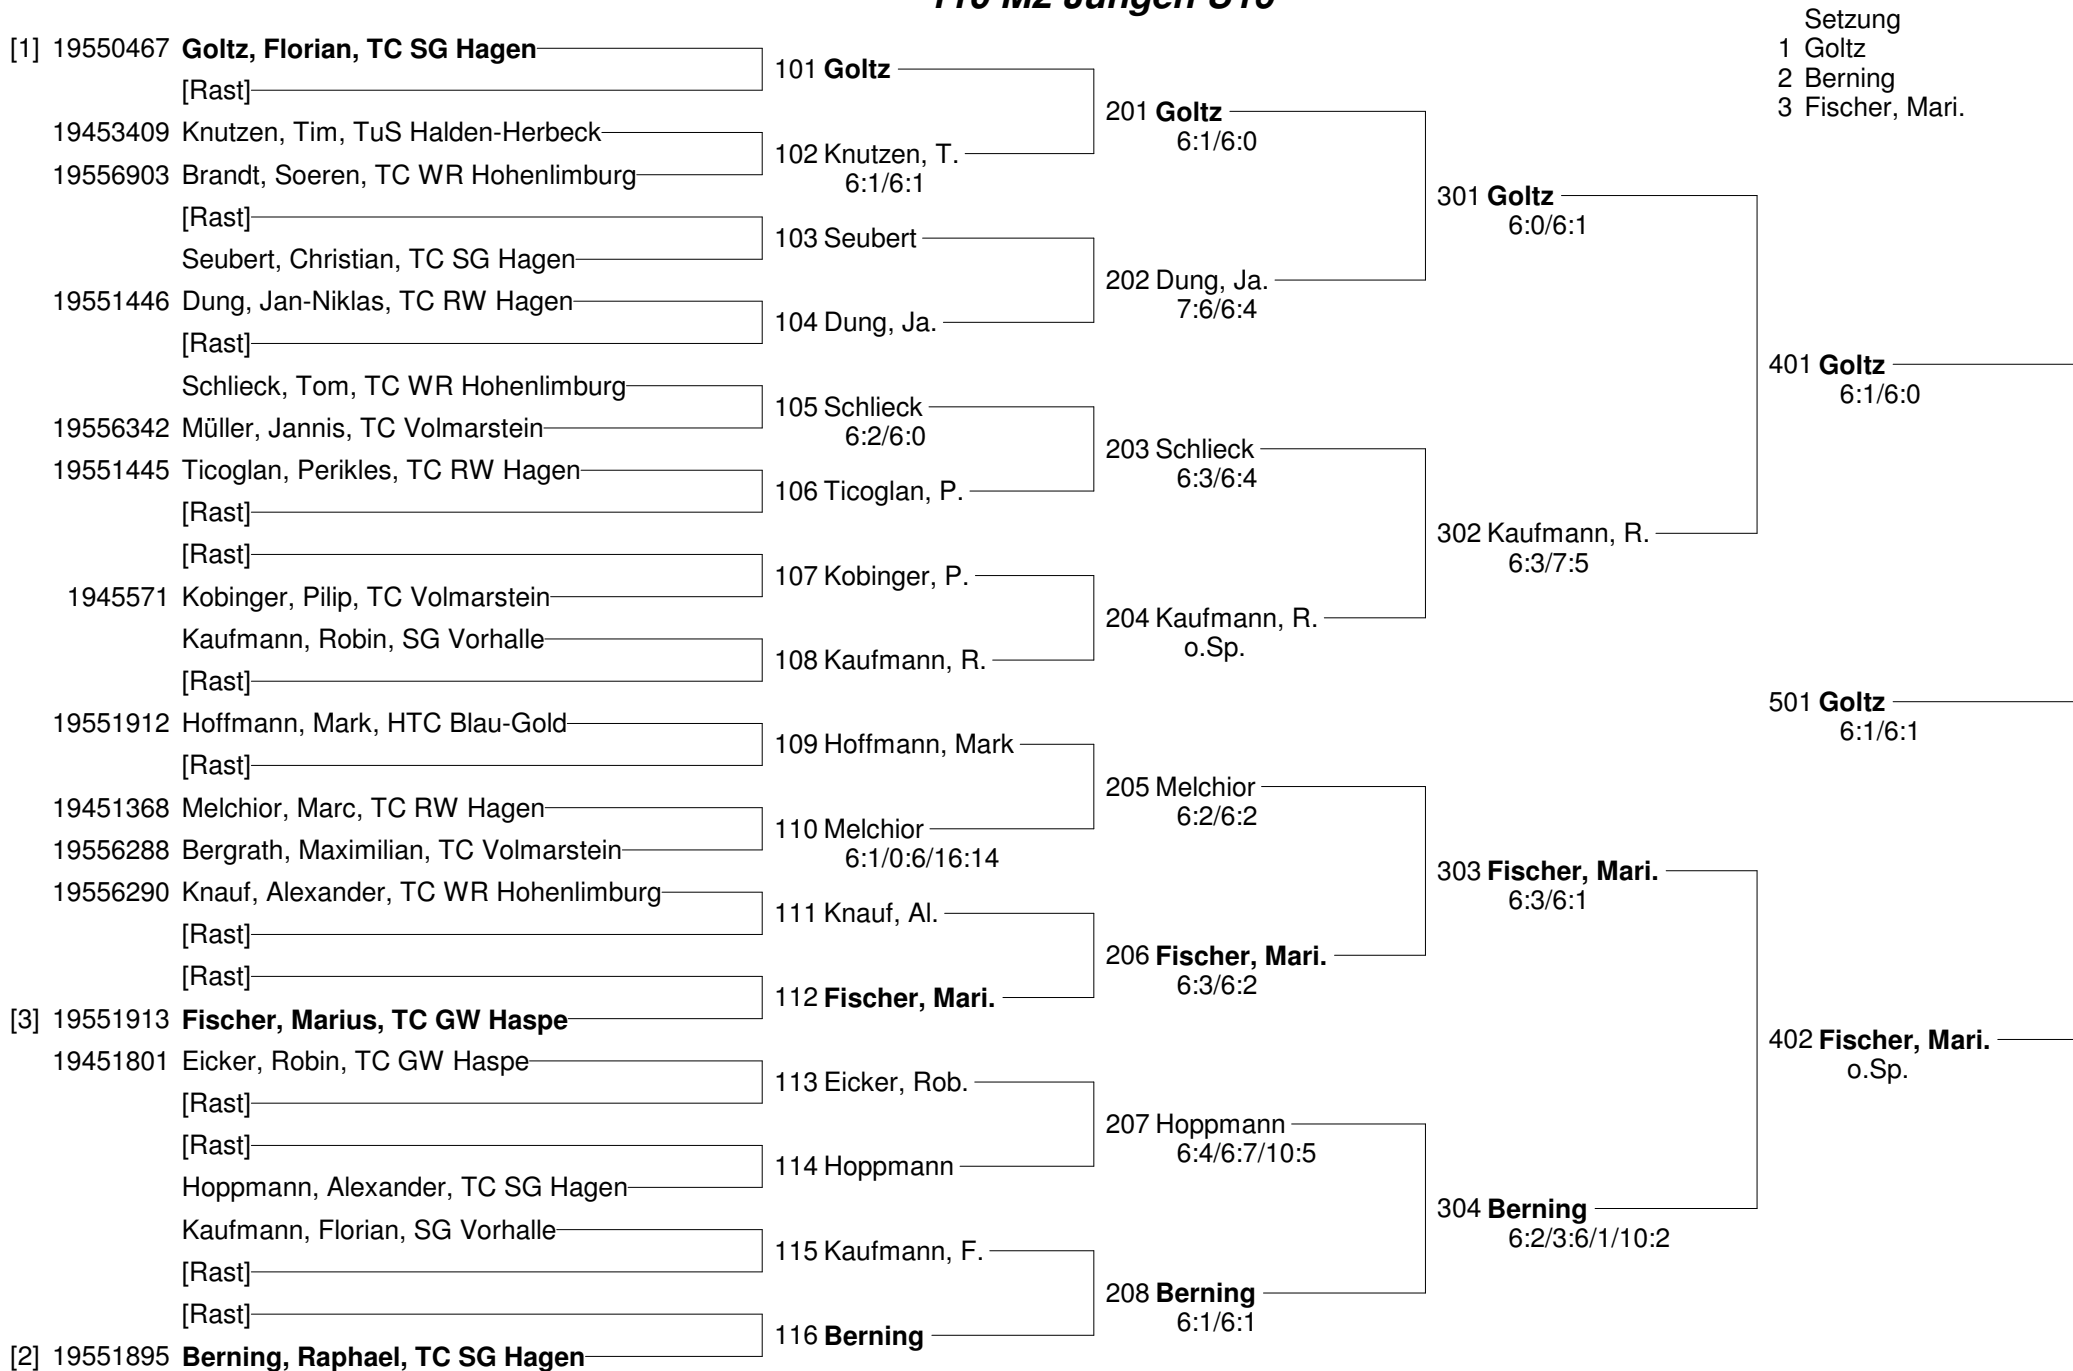 110 M2 Jungen U16
Setzung
1 Goltz
2 Berning
3 Fischer, Mari.
[1] 19550467 Goltz, Florian, TC SG Hagen
[Rast]
19453409 Knutzen, Tim, TuS Halden-Herbeck
19556903 Brandt, Soeren, TC WR Hohenlimburg
[Rast]
Seubert, Christian, TC SG Hagen
19551446 Dung, Jan-Niklas, TC RW Hagen
[Rast]
Schlieck, Tom, TC WR Hohenlimburg
19556342 Müller, Jannis, TC Volmarstein
19551445 Ticoglan, Perikles, TC RW Hagen
[Rast]
[Rast]
1945571 Kobinger, Pilip, TC Volmarstein
Kaufmann, Robin, SG Vorhalle
[Rast]
19551912 Hoffmann, Mark, HTC Blau-Gold
[Rast]
19451368 Melchior, Marc, TC RW Hagen
19556288 Bergrath, Maximilian, TC Volmarstein
19556290 Knauf, Alexander, TC WR Hohenlimburg
[Rast]
[Rast]
[3] 19551913 Fischer, Marius, TC GW Haspe
19451801 Eicker, Robin, TC GW Haspe
[Rast]
[Rast]
Hoppmann, Alexander, TC SG Hagen
Kaufmann, Florian, SG Vorhalle
[Rast]
[Rast]
[2] 19551895 Berning, Raphael, TC SG Hagen
101 Goltz
102 Knutzen, T.
6:1/6:1
103 Seubert
104 Dung, Ja.
105 Schlieck
6:2/6:0
106 Ticoglan, P.
107 Kobinger, P.
108 Kaufmann, R.
109 Hoffmann, Mark
110 Melchior
6:1/0:6/16:14
111 Knauf, Al.
112 Fischer, Mari.
113 Eicker, Rob.
114 Hoppmann
115 Kaufmann, F.
116 Berning
201 Goltz
6:1/6:0
202 Dung, Ja.
7:6/6:4
203 Schlieck
6:3/6:4
204 Kaufmann, R.
o.Sp.
205 Melchior
6:2/6:2
206 Fischer, Mari.
6:3/6:2
207 Hoppmann
6:4/6:7/10:5
208 Berning
6:1/6:1
301 Goltz
6:0/6:1
302 Kaufmann, R.
6:3/7:5
303 Fischer, Mari.
6:3/6:1
304 Berning
6:2/3:6/1/10:2
401 Goltz
6:1/6:0
501 Goltz
6:1/6:1
402 Fischer, Mari.
o.Sp.